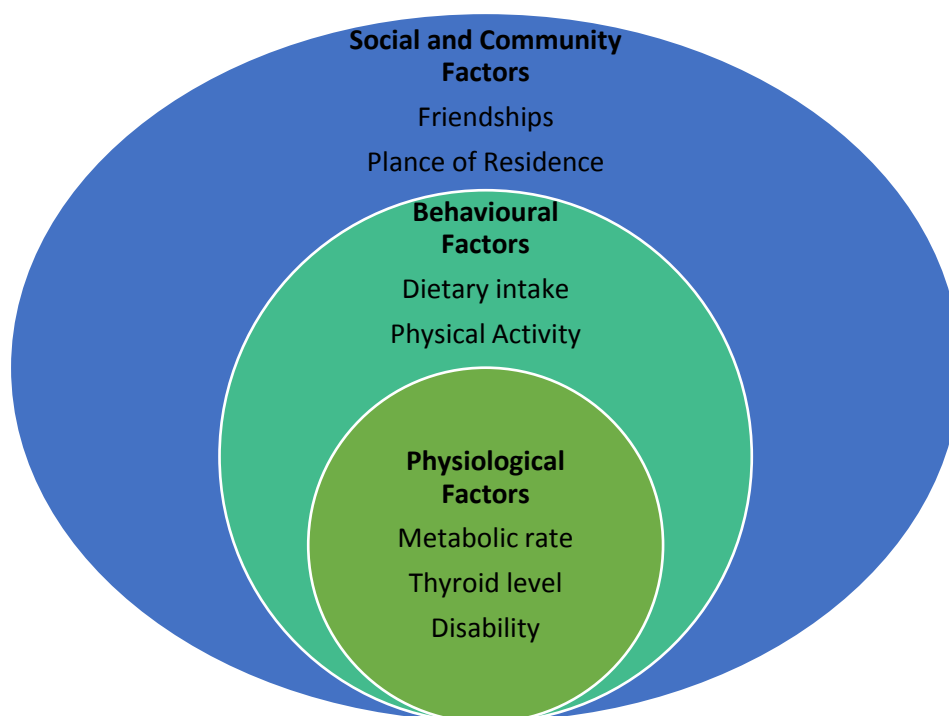 Social and Community
Factors
Friendships
Plance of Residence
Behavioural
Factors
Dietary intake
Physical Activity
Physiological
Factors
Metabolic rate
Thyroid level
Disability